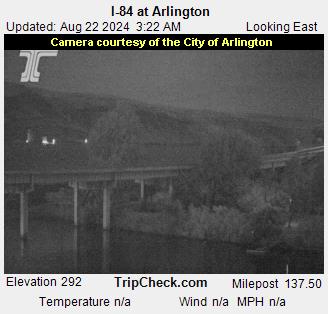 I-84 at Arlington
Updated: Aug 22 2024 3:22 AM Looking East
Camera courtesy of the City of Arlington
Elevation 292 TripCheck.com Milepost 137.50
Temperature n/a Wind n/a MPH n/a